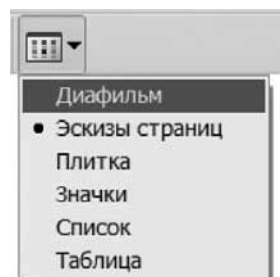 Диафильм
Эскизы страниц
Плитка
Значки
Список
Таблица